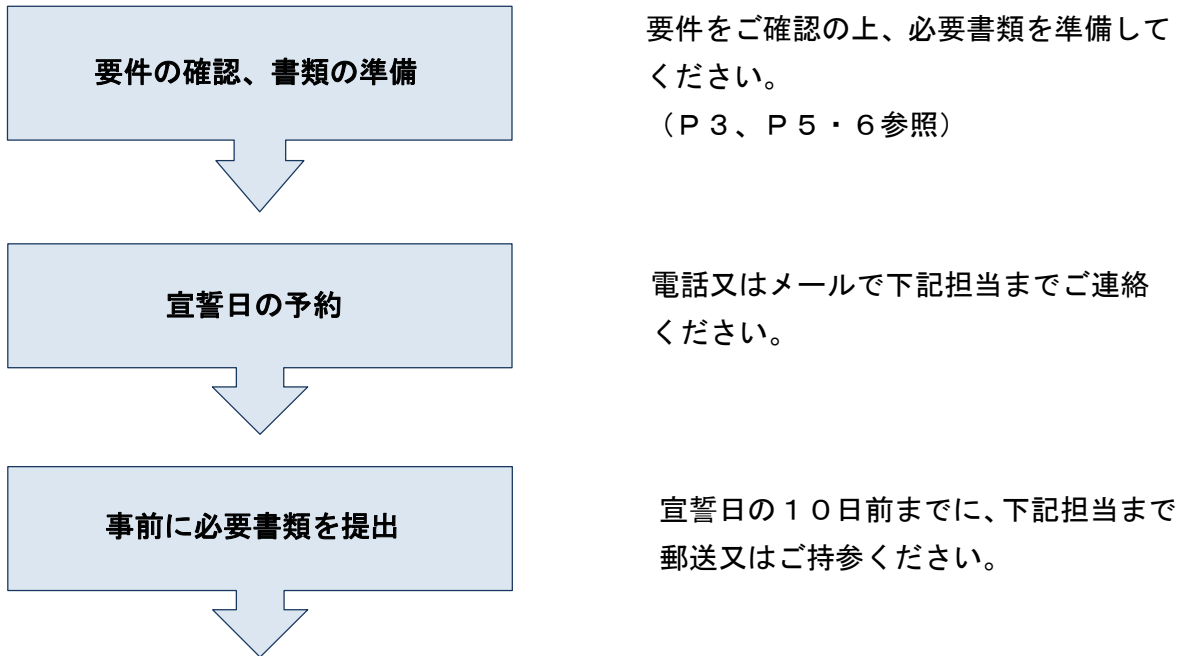 要件の確認、書類の準備
要件をご確認の上、必要書類を準備して
ください。
（Ｐ３、Ｐ５・６参照）
宣誓日の予約
電話又はメールで下記担当までご連絡
ください。
事前に必要書類を提出
宣誓日の１０日前までに、下記担当まで
郵送又はご持参ください。